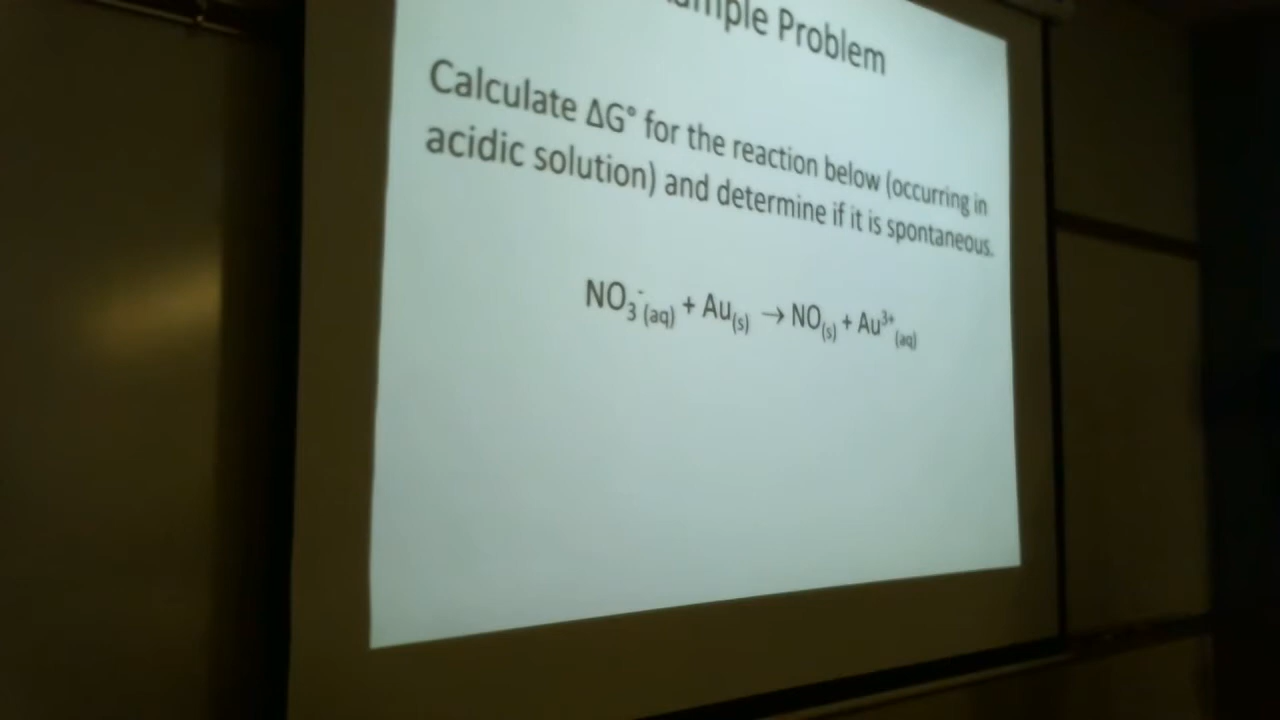 Problem
Calculate ΔG° for the reaction below (occurring in
acidic solution) and determine if it is spontaneous.
NO₃⁻(aq) + Au(s) → NO(s) + Au³⁺(aq)